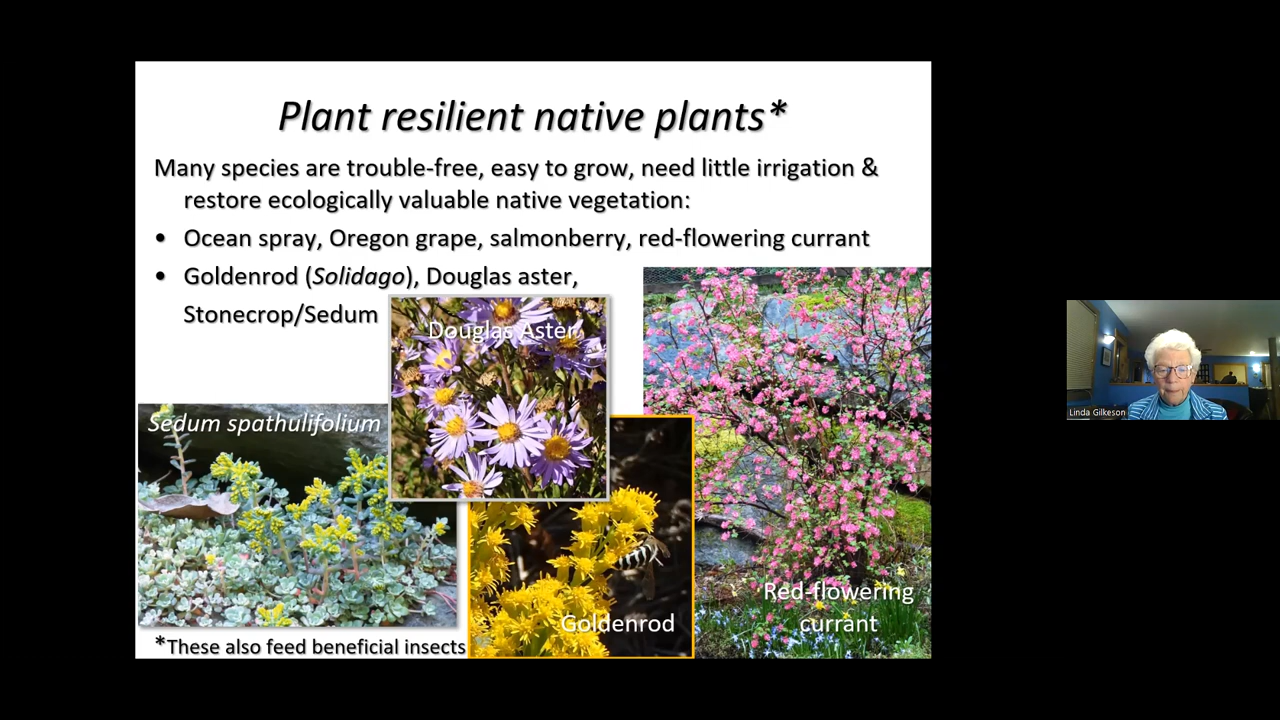 Plant resilient native plants*
Many species are trouble-free, easy to grow, need little irrigation &
restore ecologically valuable native vegetation:
• Ocean spray, Oregon grape, salmonberry, red-flowering currant
• Goldenrod (Solidago), Douglas aster,
Stonecrop/Sedum
Douglas Aster
Sedum spathulifolium
Goldenrod
Red-flowering
currant
*These also feed beneficial insects
Linda Gilkeson